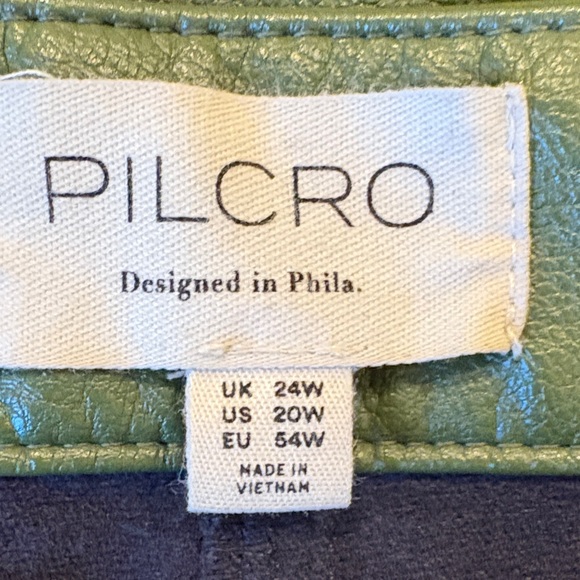 PILCRO
Designed in Phila.
UK 24W
US 20W
EU 54W
MADE IN
VIETNAM